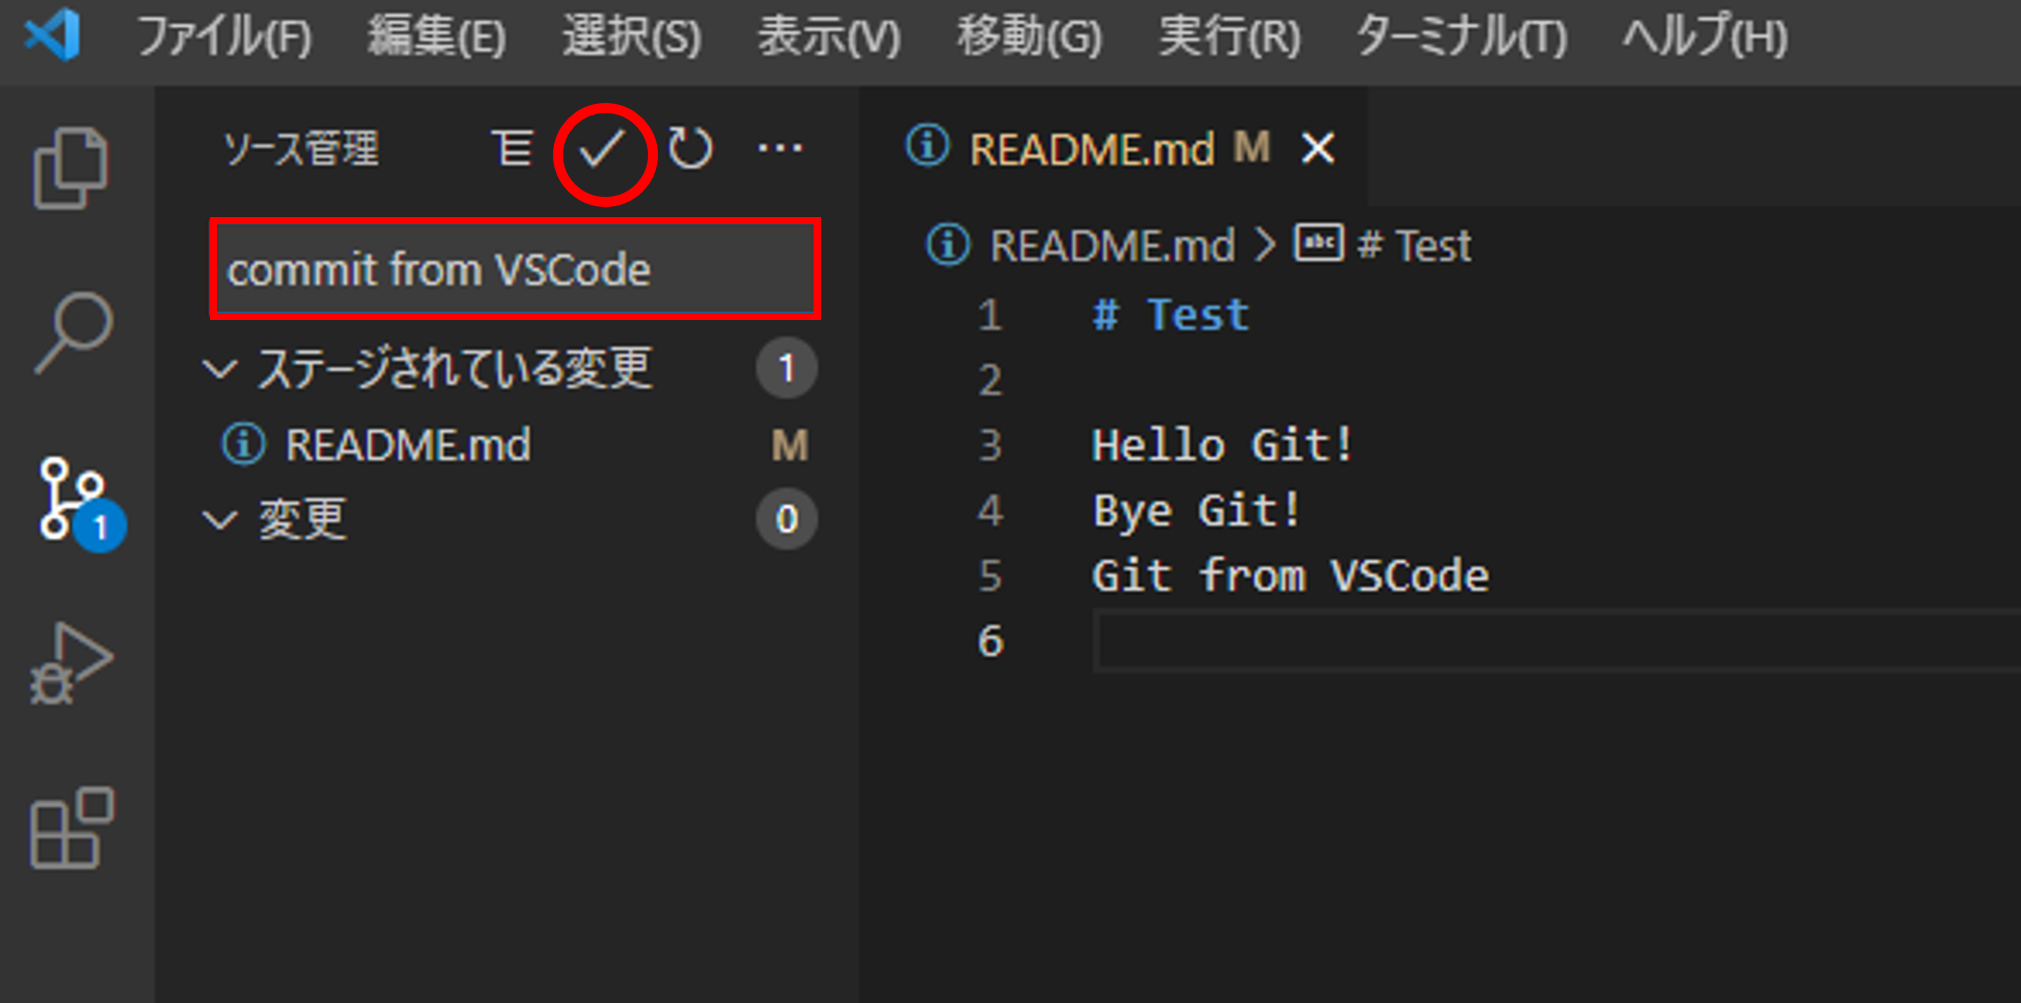 ファイル(F) 編集(E) 選択(S) 表示(V) 移動(G) 実行(R) ターミナル(T) ヘルプ(H)
ソース管理
commit from VSCode
ステージされている変更 1
README.md M
変更 0
1
README.md M
README.md > abc # Test
1 # Test
2
3 Hello Git!
4 Bye Git!
5 Git from VSCode
6